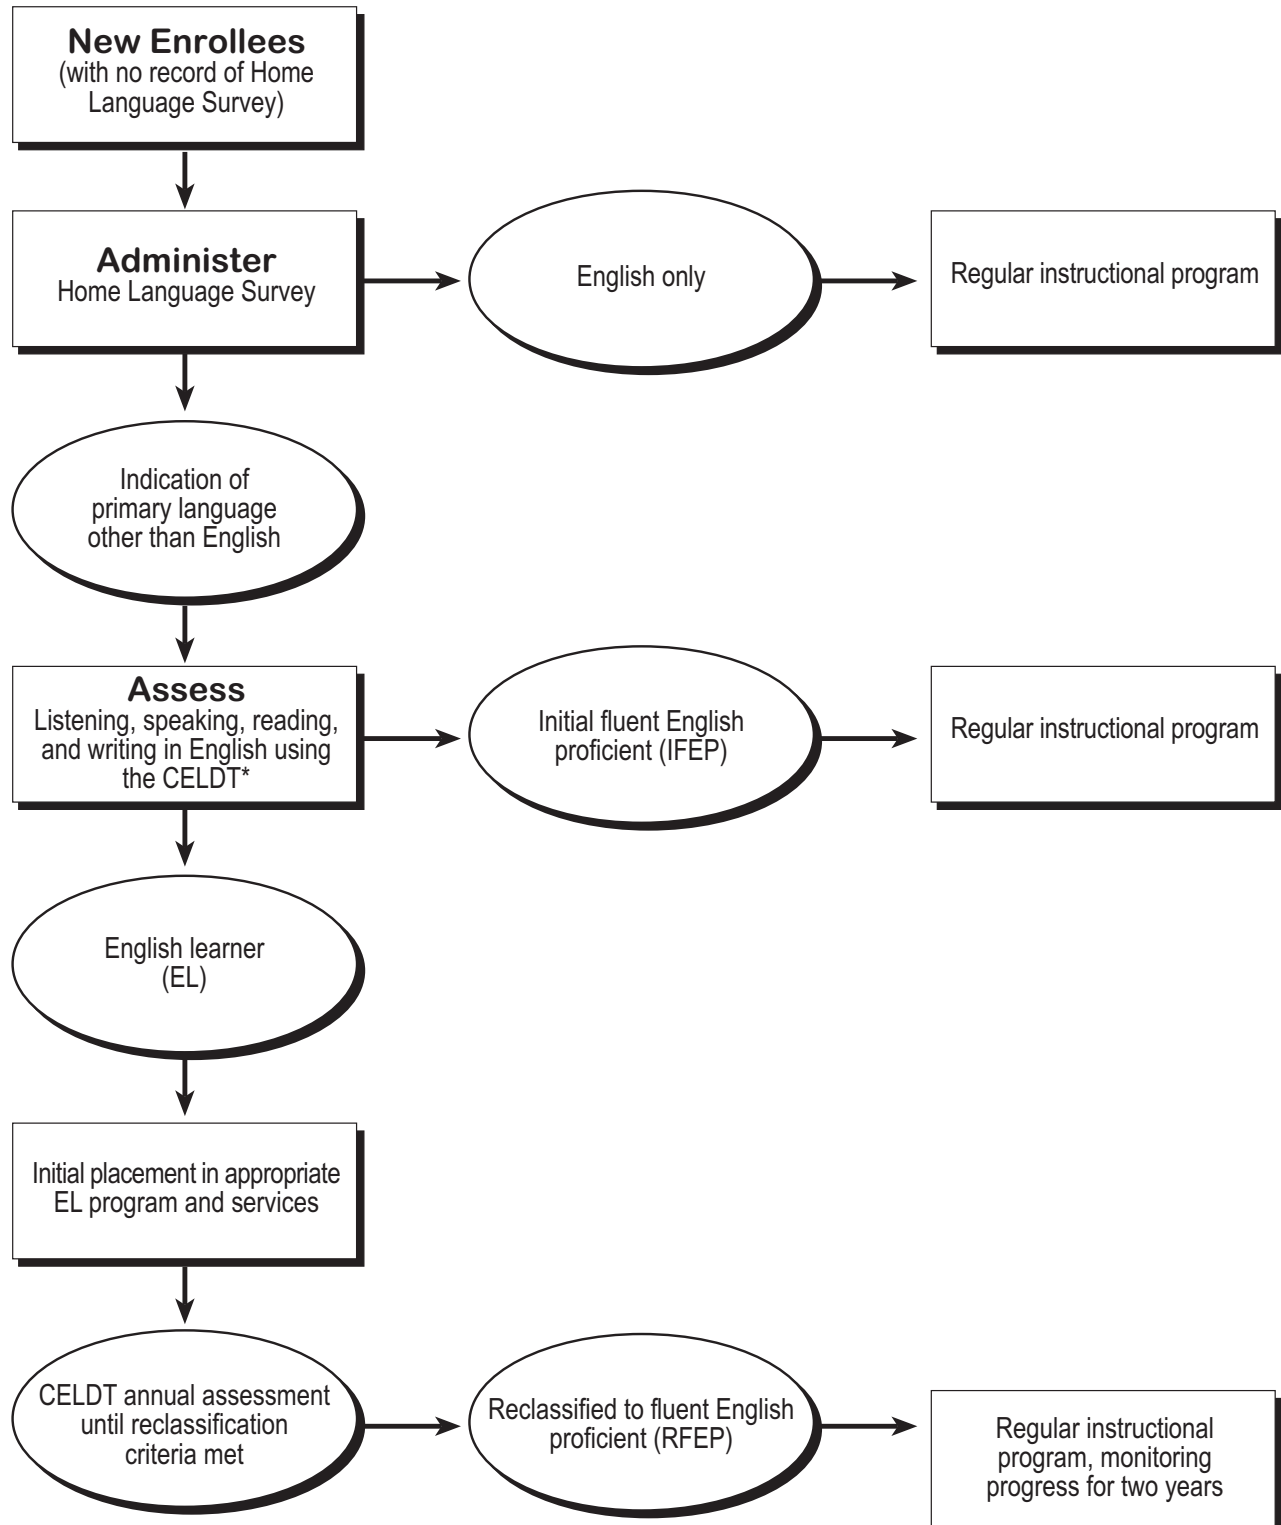 New Enrollees
(with no record of Home
Language Survey)
Administer
Home Language Survey
English only
Regular instructional program
Indication of
primary language
other than English
Assess
Listening, speaking, reading,
and writing in English using
the CELDT*
Initial fluent English
proficient (IFEP)
Regular instructional program
English learner
(EL)
Initial placement in appropriate
EL program and services
CELDT annual assessment
until reclassification
criteria met
Reclassified to fluent English
proficient (RFEP)
Regular instructional
program, monitoring
progress for two years